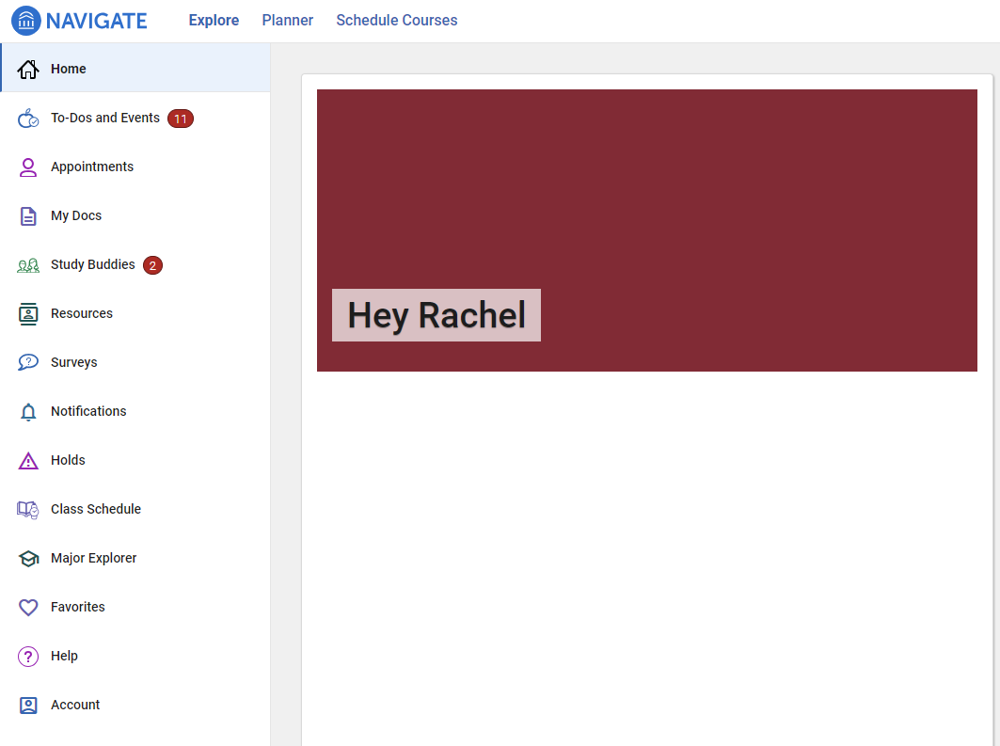 NAVIGATE Explore Planner Schedule Courses
Home
To-Dos and Events 11
Appointments
My Docs
Study Buddies 2
Resources
Surveys
Notifications
Holds
Class Schedule
Major Explorer
Favorites
Help
Account
Hey Rachel